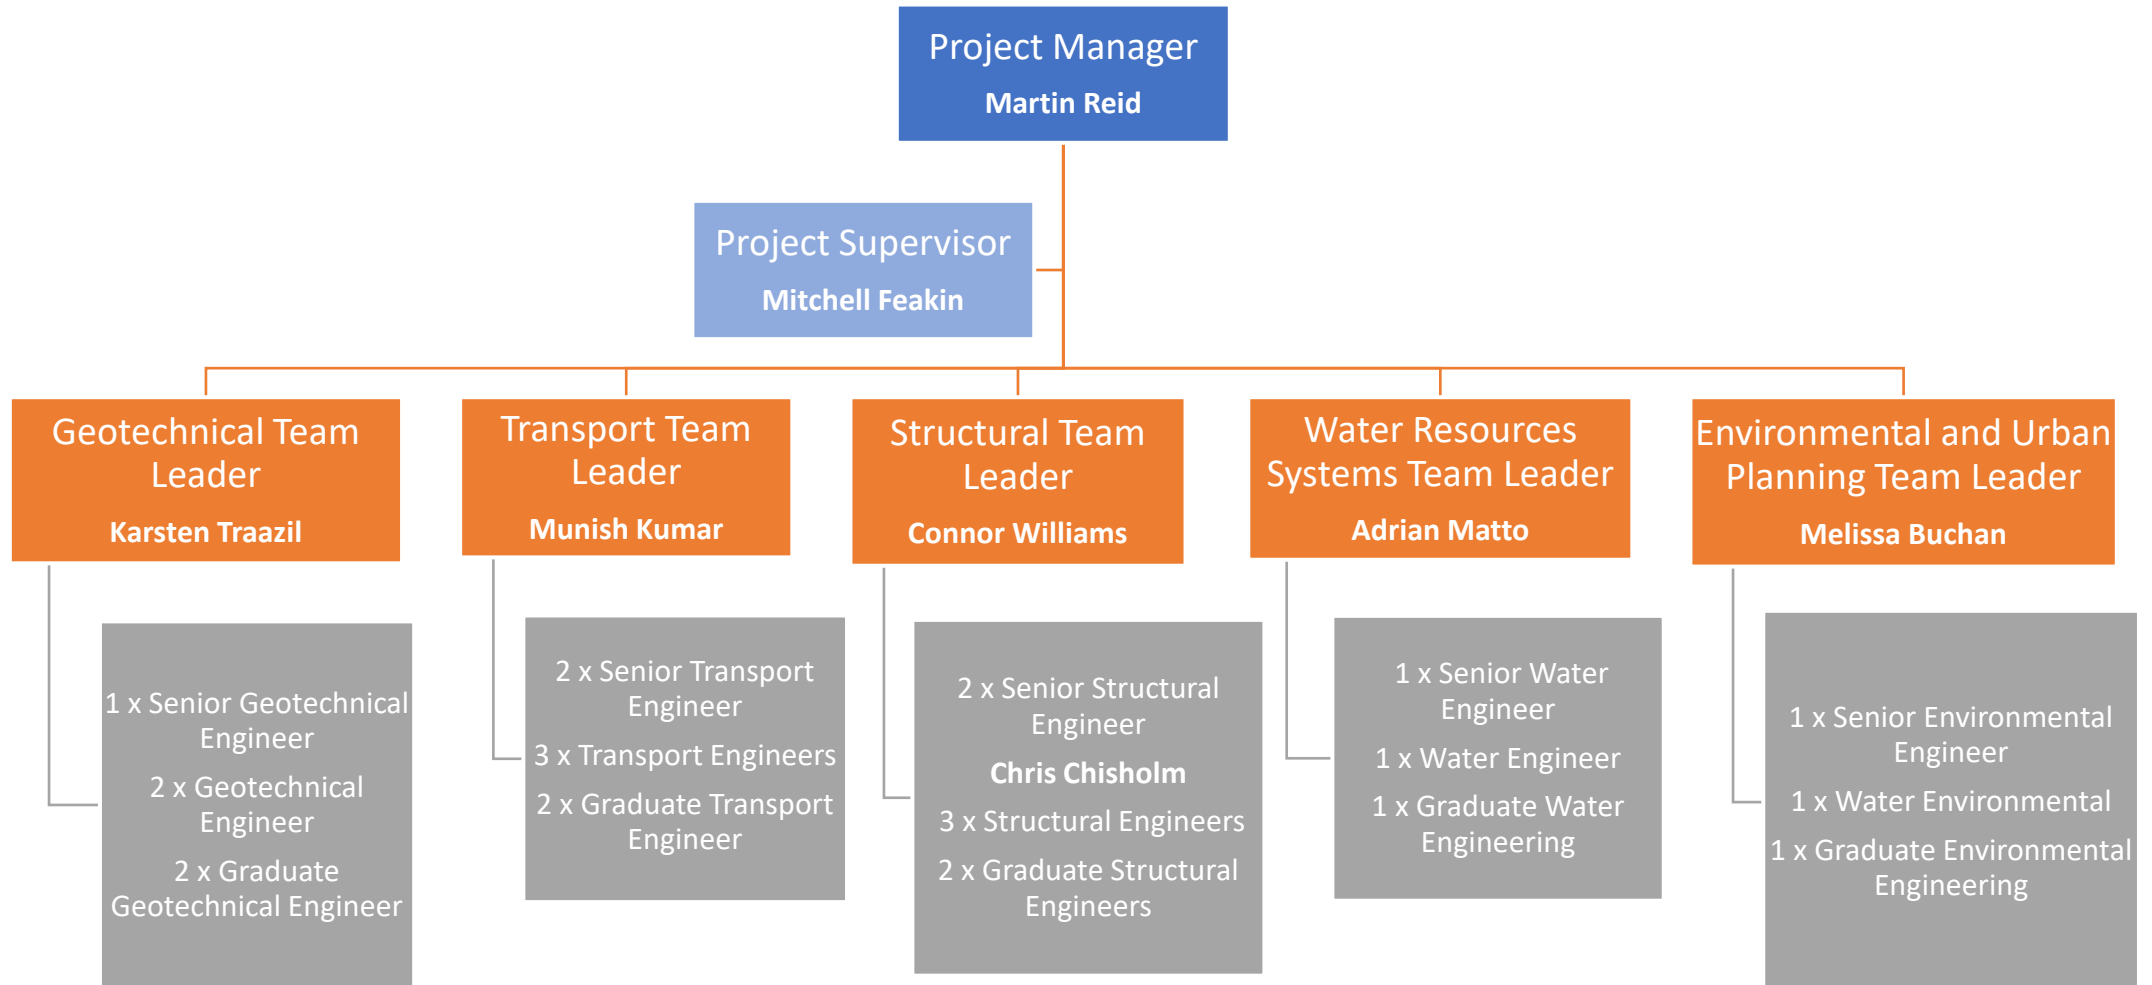 Project Manager
Martin Reid
Project Supervisor
Mitchell Feakin
Geotechnical Team
Leader
Karsten Traazil
Transport Team
Leader
Munish Kumar
Structural Team
Leader
Connor Williams
Water Resources
Systems Team Leader
Adrian Matto
Environmental and Urban
Planning Team Leader
Melissa Buchan
1 x Senior Geotechnical
Engineer
2 x Geotechnical
Engineer
2 x Graduate
Geotechnical Engineer
2 x Senior Transport
Engineer
3 x Transport Engineers
2 x Graduate Transport
Engineer
2 x Senior Structural
Engineer
Chris Chisholm
3 x Structural Engineers
2 x Graduate Structural
Engineers
1 x Senior Water
Engineer
1 x Water Engineer
1 x Graduate Water
Engineering
1 x Senior Environmental
Engineer
1 x Water Environmental
1 x Graduate Environmental
Engineering